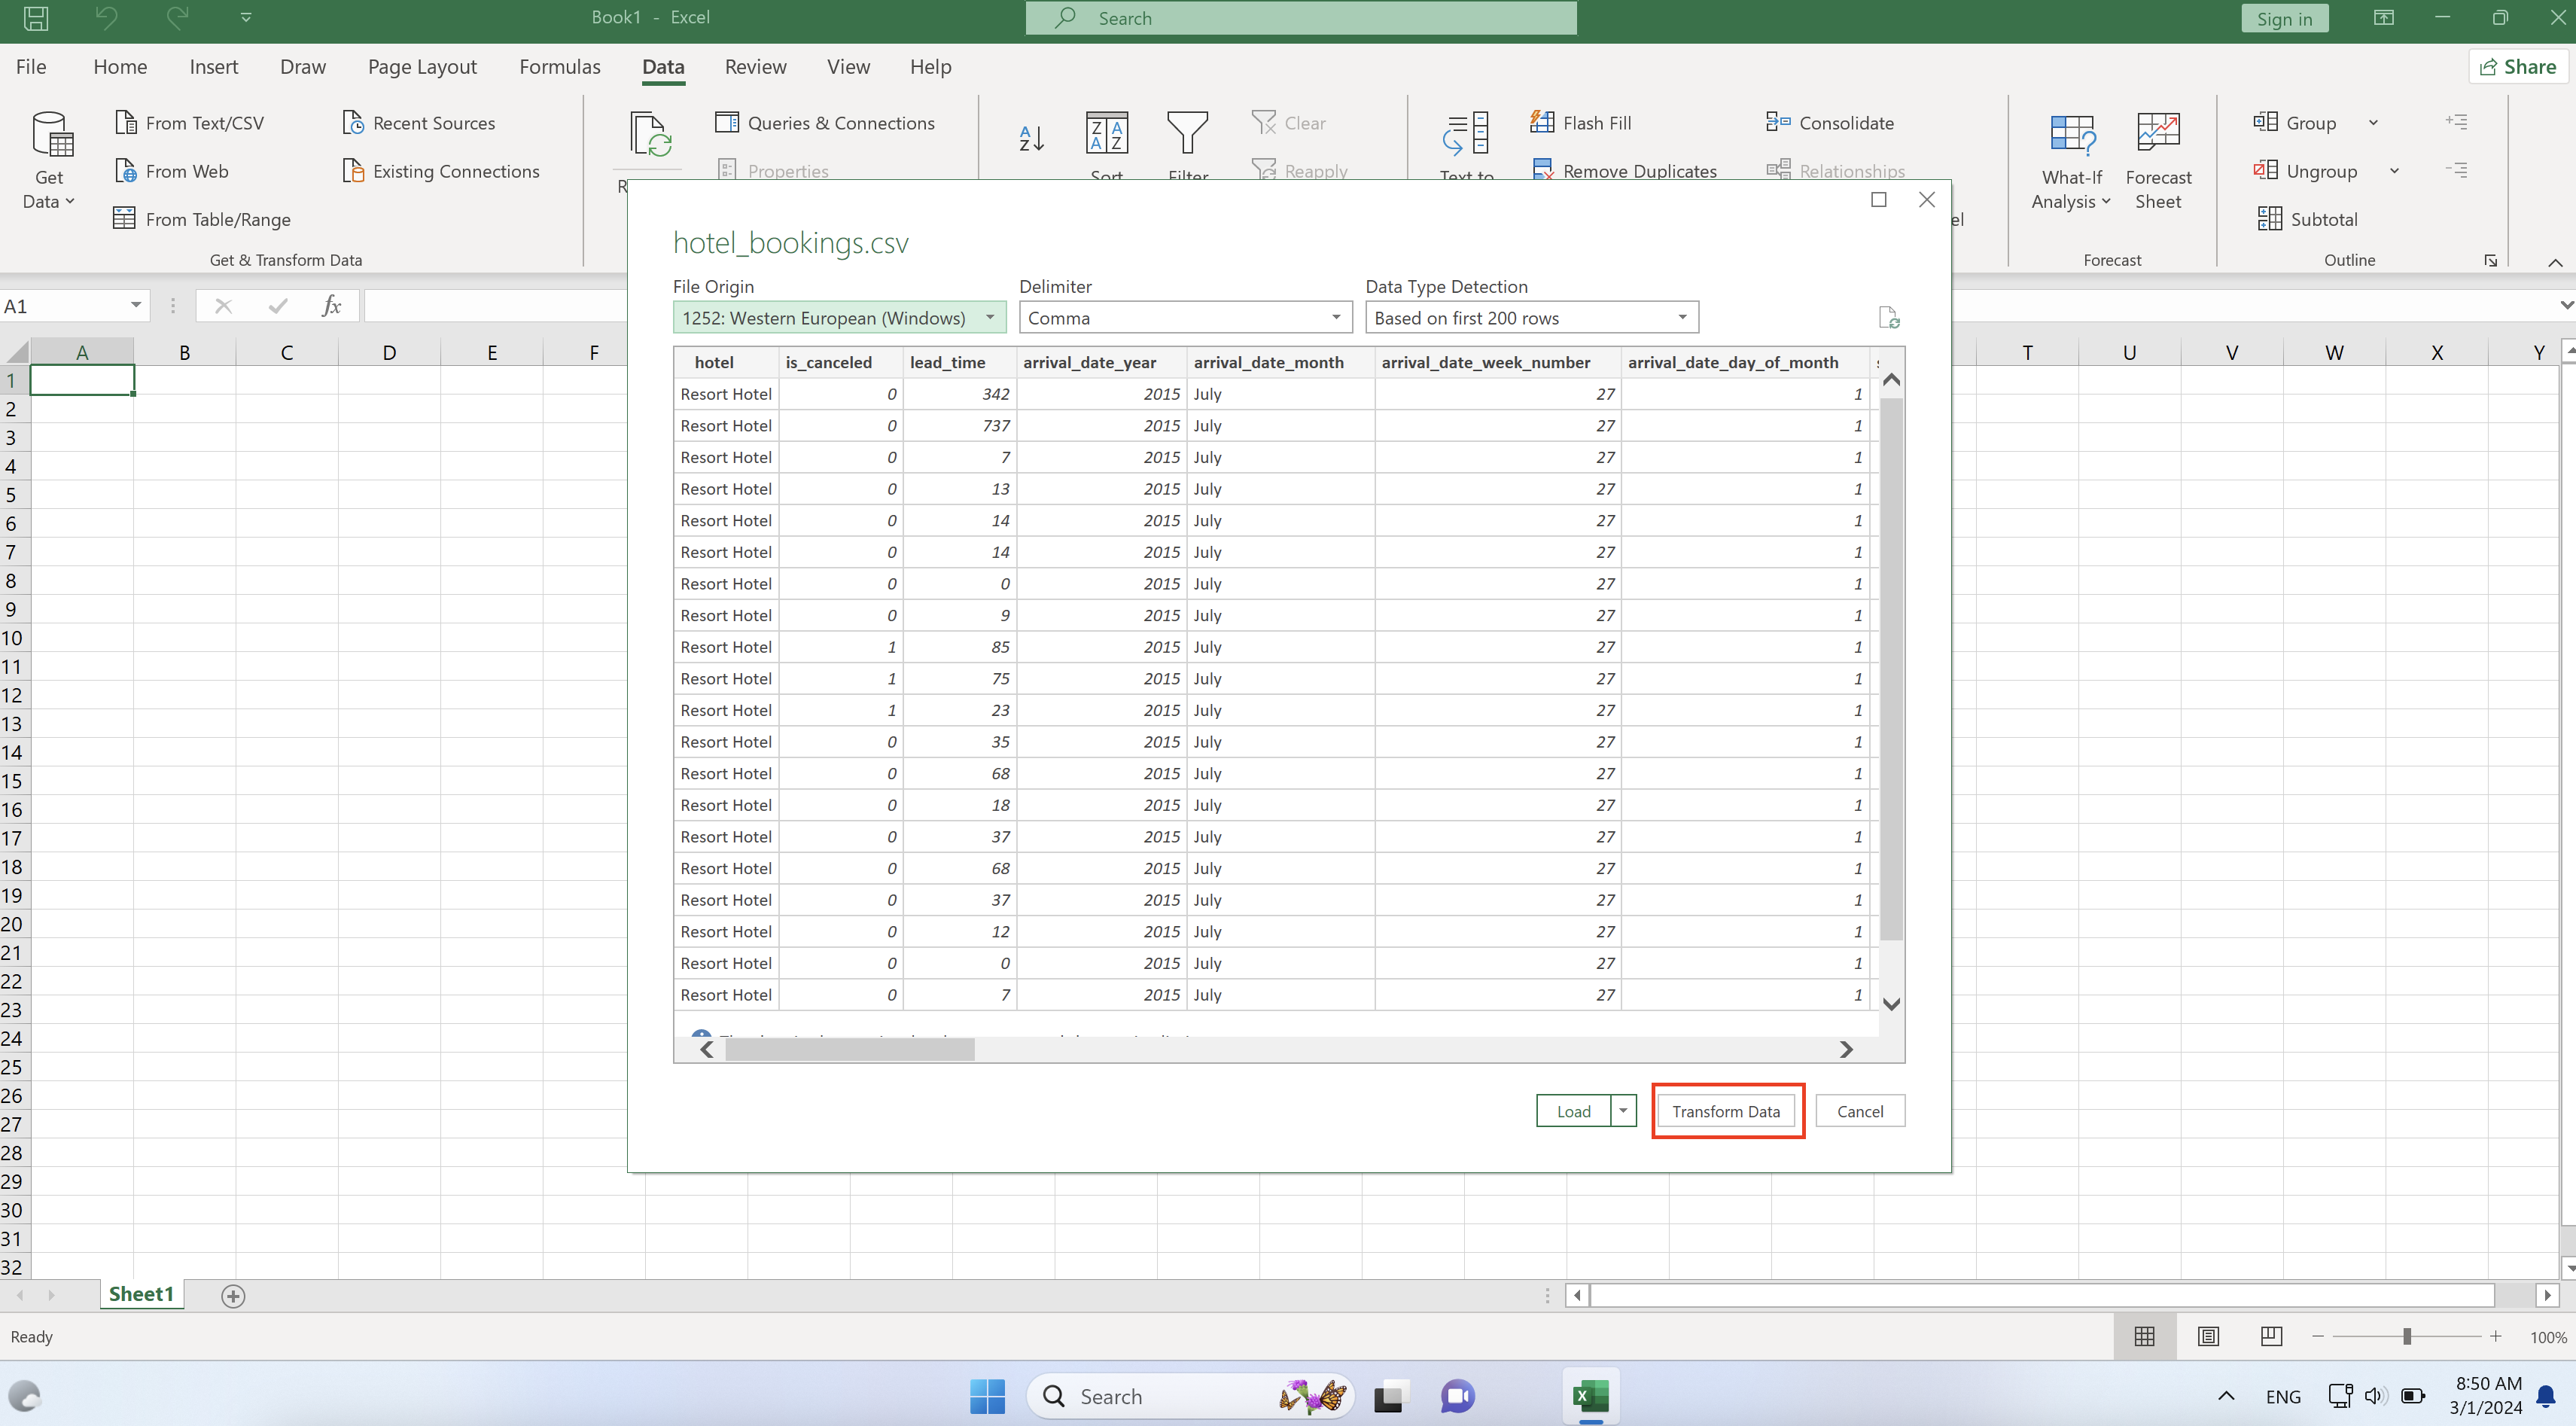 Book1 - Excel
Search
Sign in
File Home Insert Draw Page Layout Formulas Data Review View Help
Share
Get Data
From Text/CSV
From Web
From Table/Range
Recent Sources
Existing Connections
Get & Transform Data
Queries & Connections
Properties
Sort
Filter
Clear
Reapply
Text to
Flash Fill
Remove Duplicates
Consolidate
Relationships
What-If Analysis
Forecast Sheet
Forecast
Group
Ungroup
Subtotal
Outline
A1
fx
A B C D E F T U V W X Y
1
2
3
4
5
6
7
8
9
10
11
12
13
14
15
16
17
18
19
20
21
22
23
24
25
26
27
28
29
30
31
32
hotel_bookings.csv
File Origin Delimiter Data Type Detection
1252: Western European (Windows) Comma Based on first 200 rows
hotel is_canceled lead_time arrival_date_year arrival_date_month arrival_date_week_number arrival_date_day_of_month
Resort Hotel 0 342 2015 July 27 1
Resort Hotel 0 737 2015 July 27 1
Resort Hotel 0 7 2015 July 27 1
Resort Hotel 0 13 2015 July 27 1
Resort Hotel 0 14 2015 July 27 1
Resort Hotel 0 14 2015 July 27 1
Resort Hotel 0 0 2015 July 27 1
Resort Hotel 0 9 2015 July 27 1
Resort Hotel 1 85 2015 July 27 1
Resort Hotel 1 75 2015 July 27 1
Resort Hotel 1 23 2015 July 27 1
Resort Hotel 0 35 2015 July 27 1
Resort Hotel 0 68 2015 July 27 1
Resort Hotel 0 18 2015 July 27 1
Resort Hotel 0 37 2015 July 27 1
Resort Hotel 0 68 2015 July 27 1
Resort Hotel 0 37 2015 July 27 1
Resort Hotel 0 12 2015 July 27 1
Resort Hotel 0 0 2015 July 27 1
Resort Hotel 0 7 2015 July 27 1
Load Transform Data Cancel
Sheet1
Ready
100%
Search
ENG
8:50 AM
3/1/2024